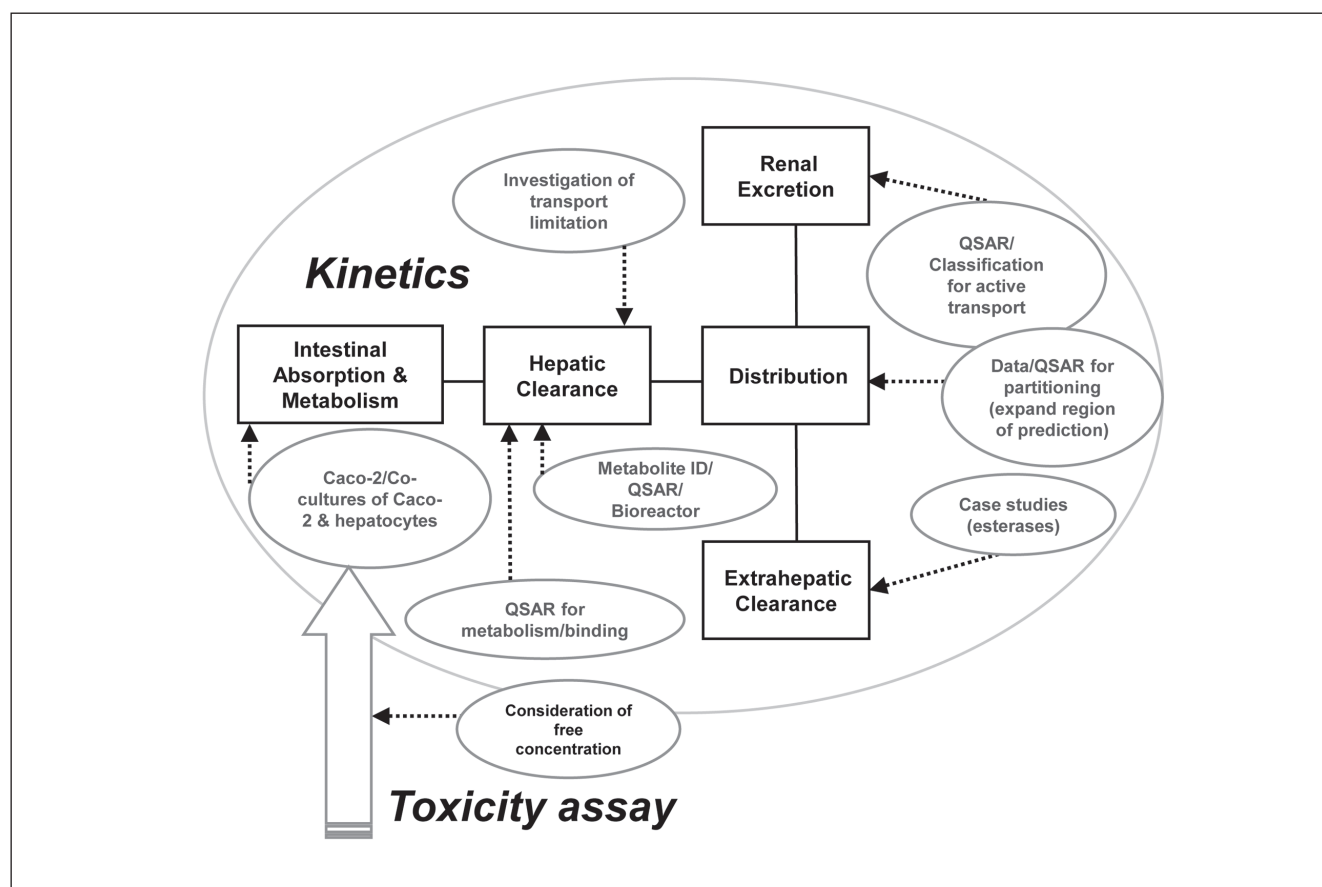 Renal
Excretion
Investigation of
transport
limitation
QSAR/
Classification
for active
transport
Kinetics
Intestinal
Absorption &
Metabolism
Hepatic
Clearance
Distribution
Data/QSAR for
partitioning
(expand region
of prediction)
Caco-2/Co-
cultures of Caco-
2 & hepatocytes
Metabolite ID/
QSAR/
Bioreactor
Case studies
(esterases)
Extrahepatic
Clearance
QSAR for
metabolism/binding
Consideration of
free
concentration
Toxicity assay